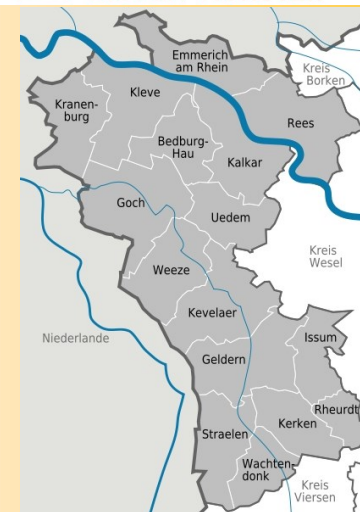 Emmerich
am Rhein
Kreis
Borken
Kleve
Kranen-
burg
Rees
Bedburg-
Hau
Kalkar
Goch
Uedem
Kreis
Wesel
Weeze
Kevelaer
Niederlande
Issum
Geldern
Rheurdt
Kerken
Straelen
Wachten-
donk
Kreis
Viersen